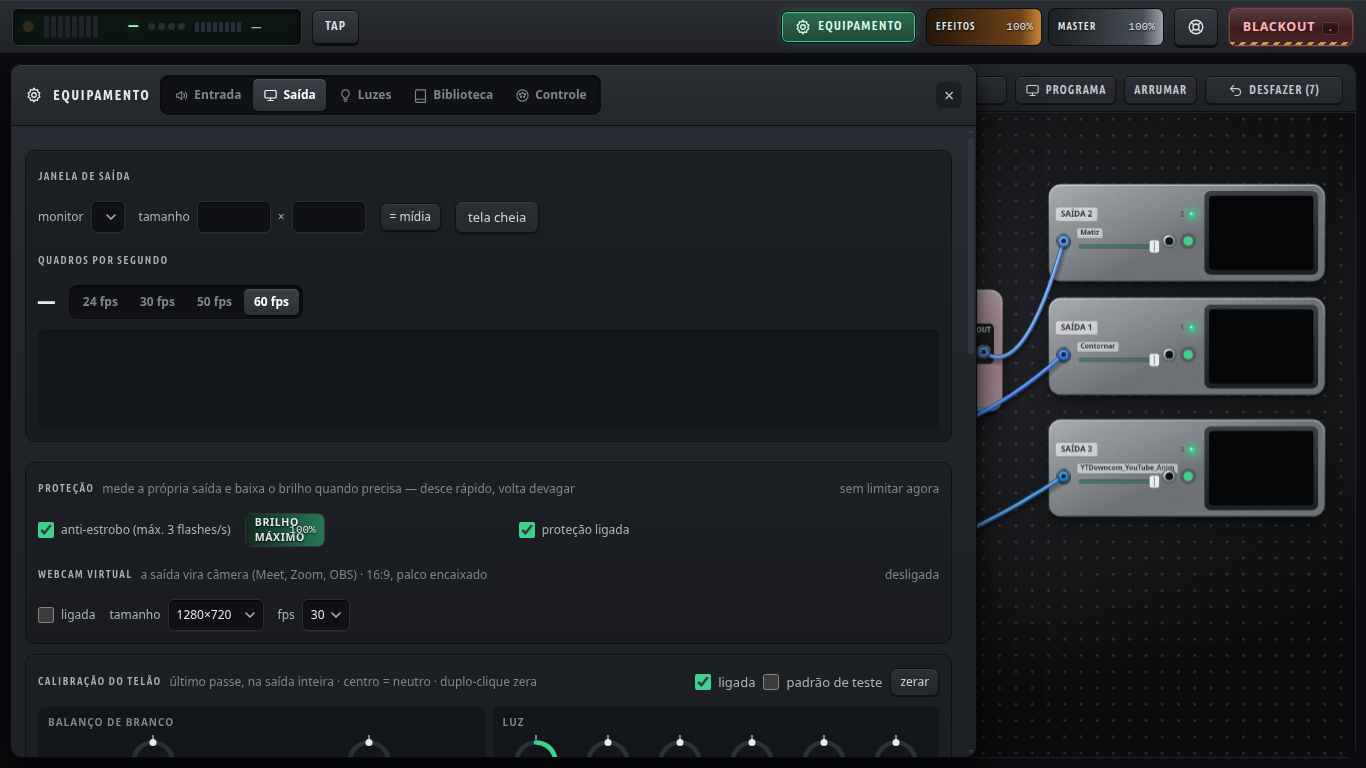 TAP
EQUIPAMENTO
EFEITOS 100%
MASTER 100%
BLACKOUT .
EQUIPAMENTO
Entrada
Saída
Luzes
Biblioteca
Controle
×
PROGRAMA
ARRUMAR
DESFAZER (7)
JANELA DE SAÍDA
monitor
tamanho
×
= mídia
tela cheia
QUADROS POR SEGUNDO
—
24 fps
30 fps
50 fps
60 fps
PROTEÇÃO mede a própria saída e baixa o brilho quando precisa — desce rápido, volta devagar
sem limitar agora
anti-estrobo (máx. 3 flashes/s)
BRILHO
MÁXIMO
100%
proteção ligada
WEBCAM VIRTUAL a saída vira câmera (Meet, Zoom, OBS) · 16:9, palco encaixado
desligada
ligada
tamanho
1280×720
fps
30
CALIBRAÇÃO DO TELÃO último passe, na saída inteira · centro = neutro · duplo-clique zera
ligada
padrão de teste
zerar
BALANÇO DE BRANCO
LUZ
SAÍDA 2
2
Matiz
OUT
SAÍDA 1
1
Contornar
SAÍDA 3
3
YTDowncom_YouTube_Anim